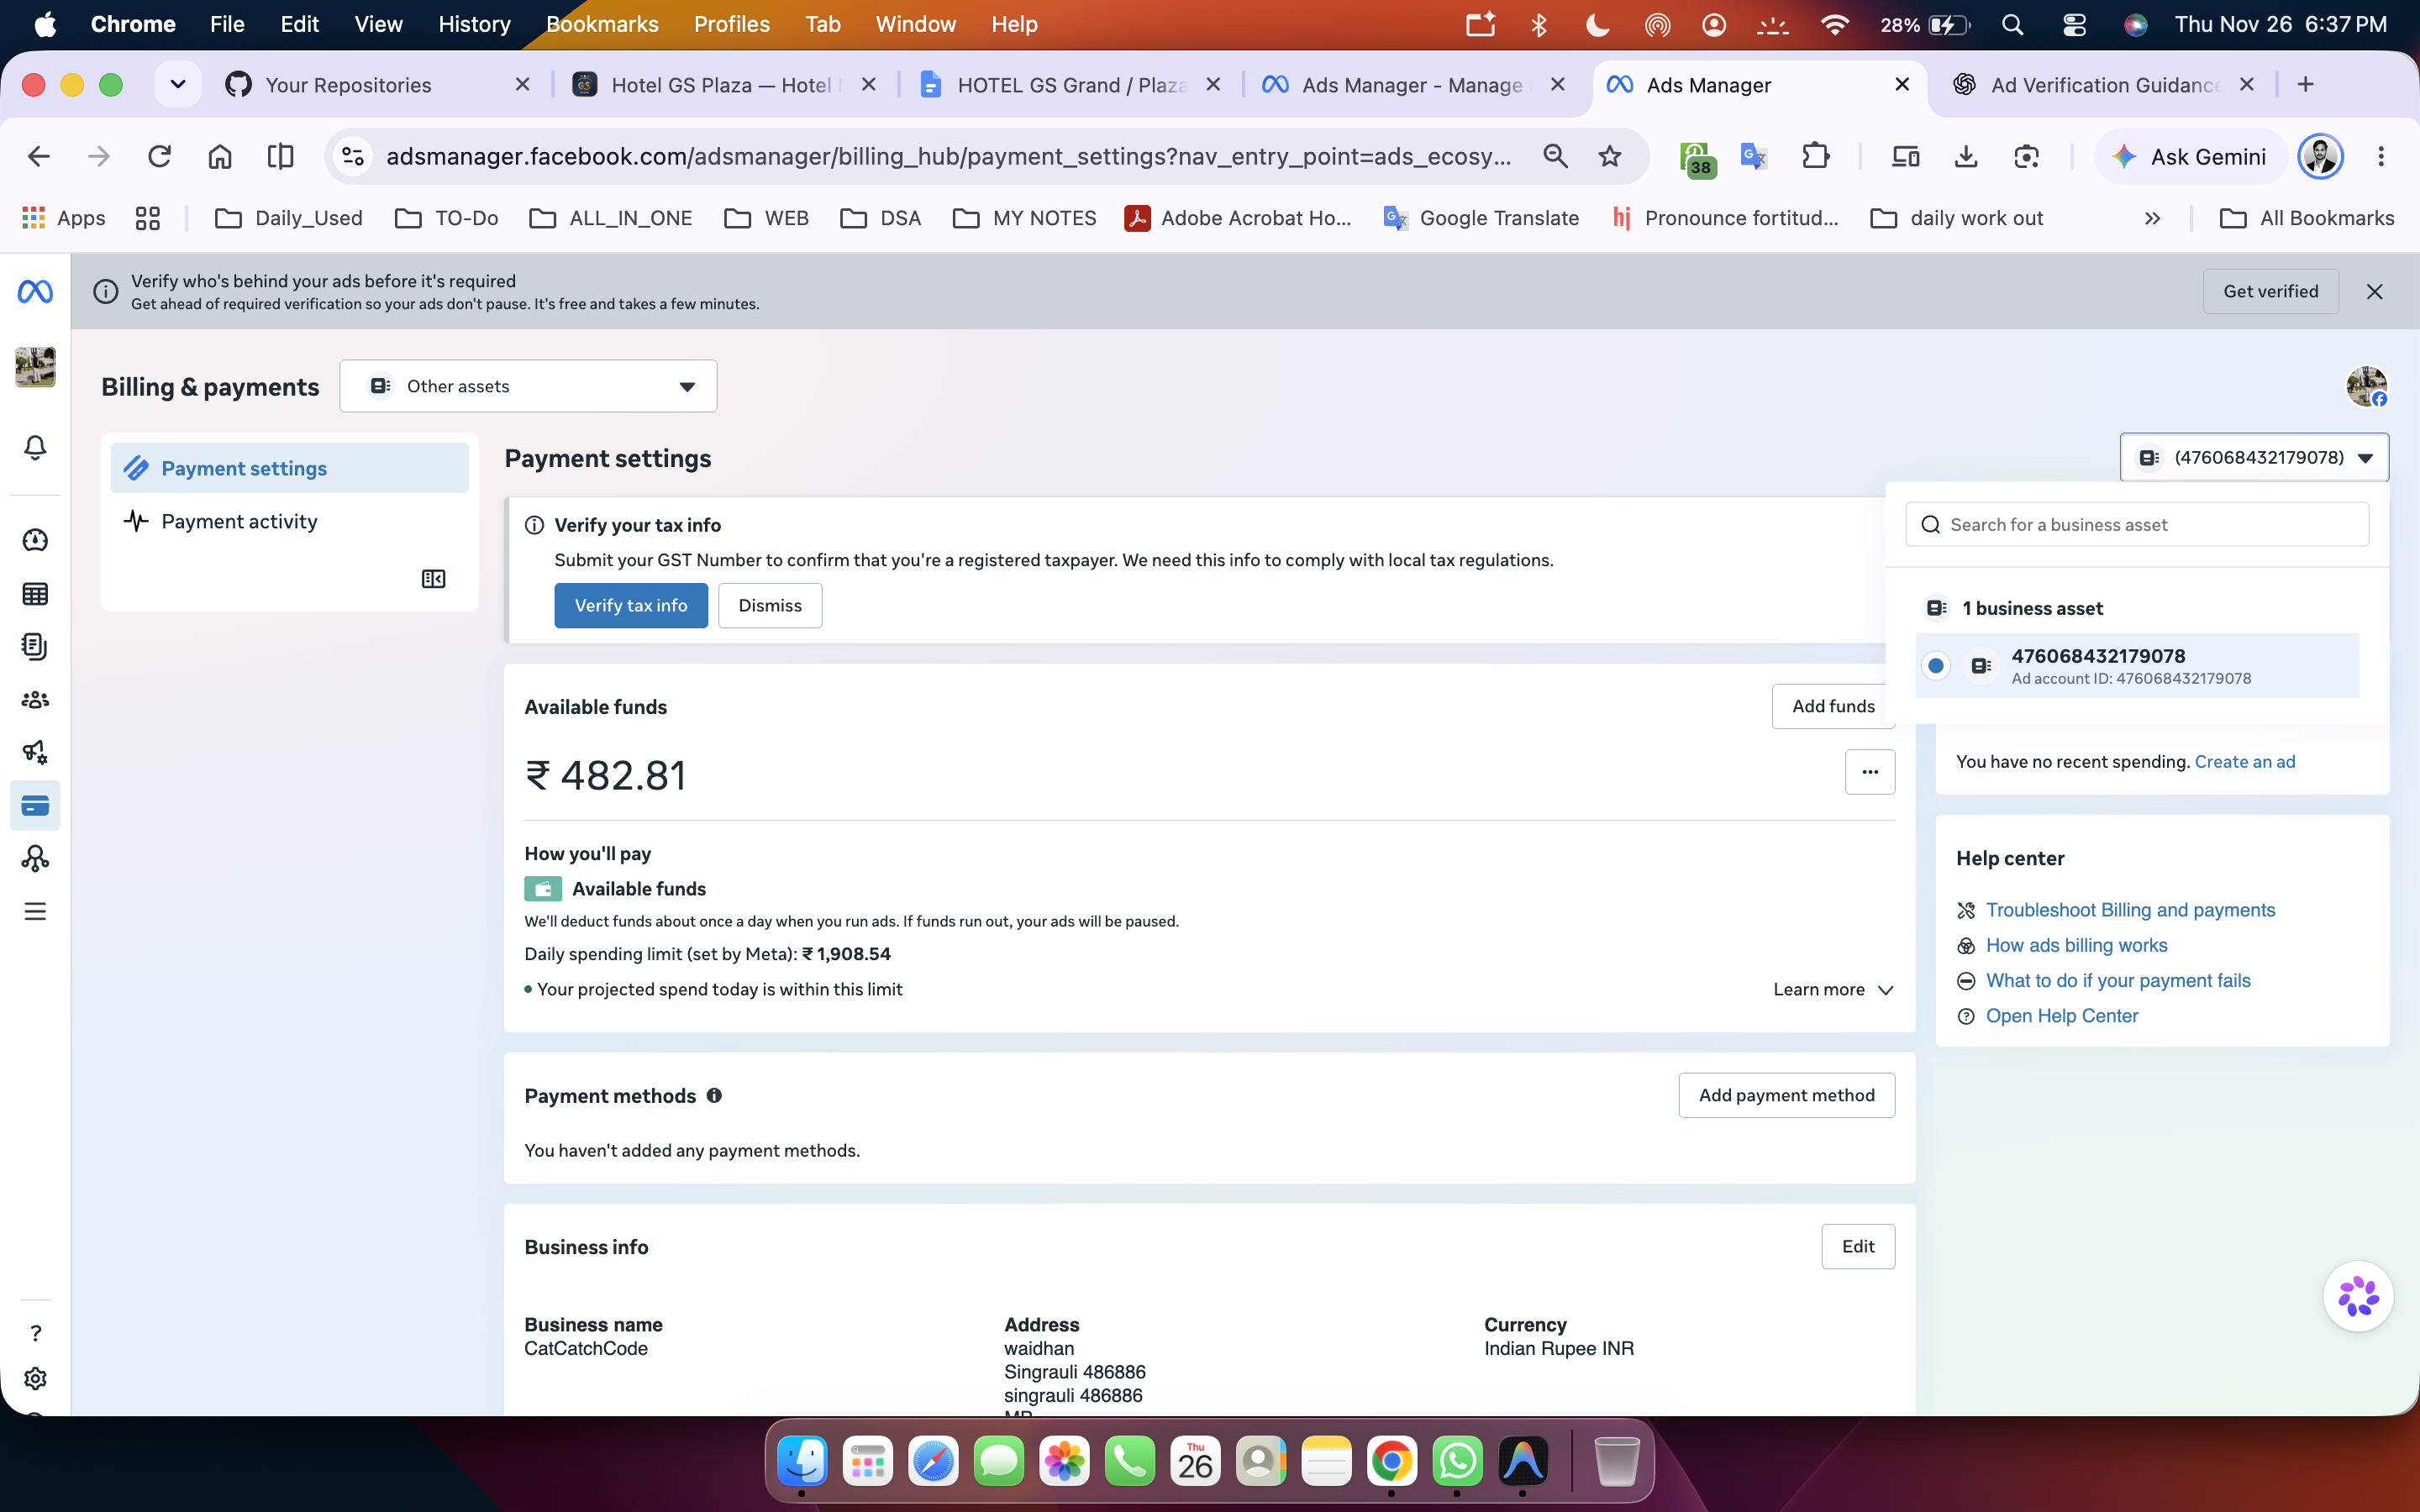 Chrome File Edit View History Bookmarks Profiles Tab Window Help 28% Thu Nov 26 6:37 PM
Your Repositories Hotel GS Plaza — Hotel HOTEL GS Grand / Plaza Ads Manager - Manage Ads Manager Ad Verification Guidance
adsmanager.facebook.com/adsmanager/billing_hub/payment_settings?nav_entry_point=ads_ecosy... 38 Ask Gemini
Apps Daily_Used TO-Do ALL_IN_ONE WEB DSA MY NOTES Adobe Acrobat Ho... Google Translate hj Pronounce fortitud... daily work out » All Bookmarks
Verify who's behind your ads before it's required
Get ahead of required verification so your ads don't pause. It's free and takes a few minutes.
Get verified
Billing & payments
Other assets
Payment settings
Payment activity
Payment settings
(476068432179078)
Verify your tax info
Submit your GST Number to confirm that you're a registered taxpayer. We need this info to comply with local tax regulations.
Verify tax info Dismiss
Search for a business asset
1 business asset
476068432179078
Ad account ID: 476068432179078
Available funds
Add funds
₹ 482.81
You have no recent spending. Create an ad
How you'll pay
Available funds
We'll deduct funds about once a day when you run ads. If funds run out, your ads will be paused.
Daily spending limit (set by Meta): ₹ 1,908.54
Your projected spend today is within this limit
Learn more
Help center
Troubleshoot Billing and payments
How ads billing works
What to do if your payment fails
Open Help Center
Payment methods
Add payment method
You haven't added any payment methods.
Business info
Edit
Business name
CatCatchCode
Address
waidhan
Singrauli 486886
singrauli 486886
Currency
Indian Rupee INR
Thu
26